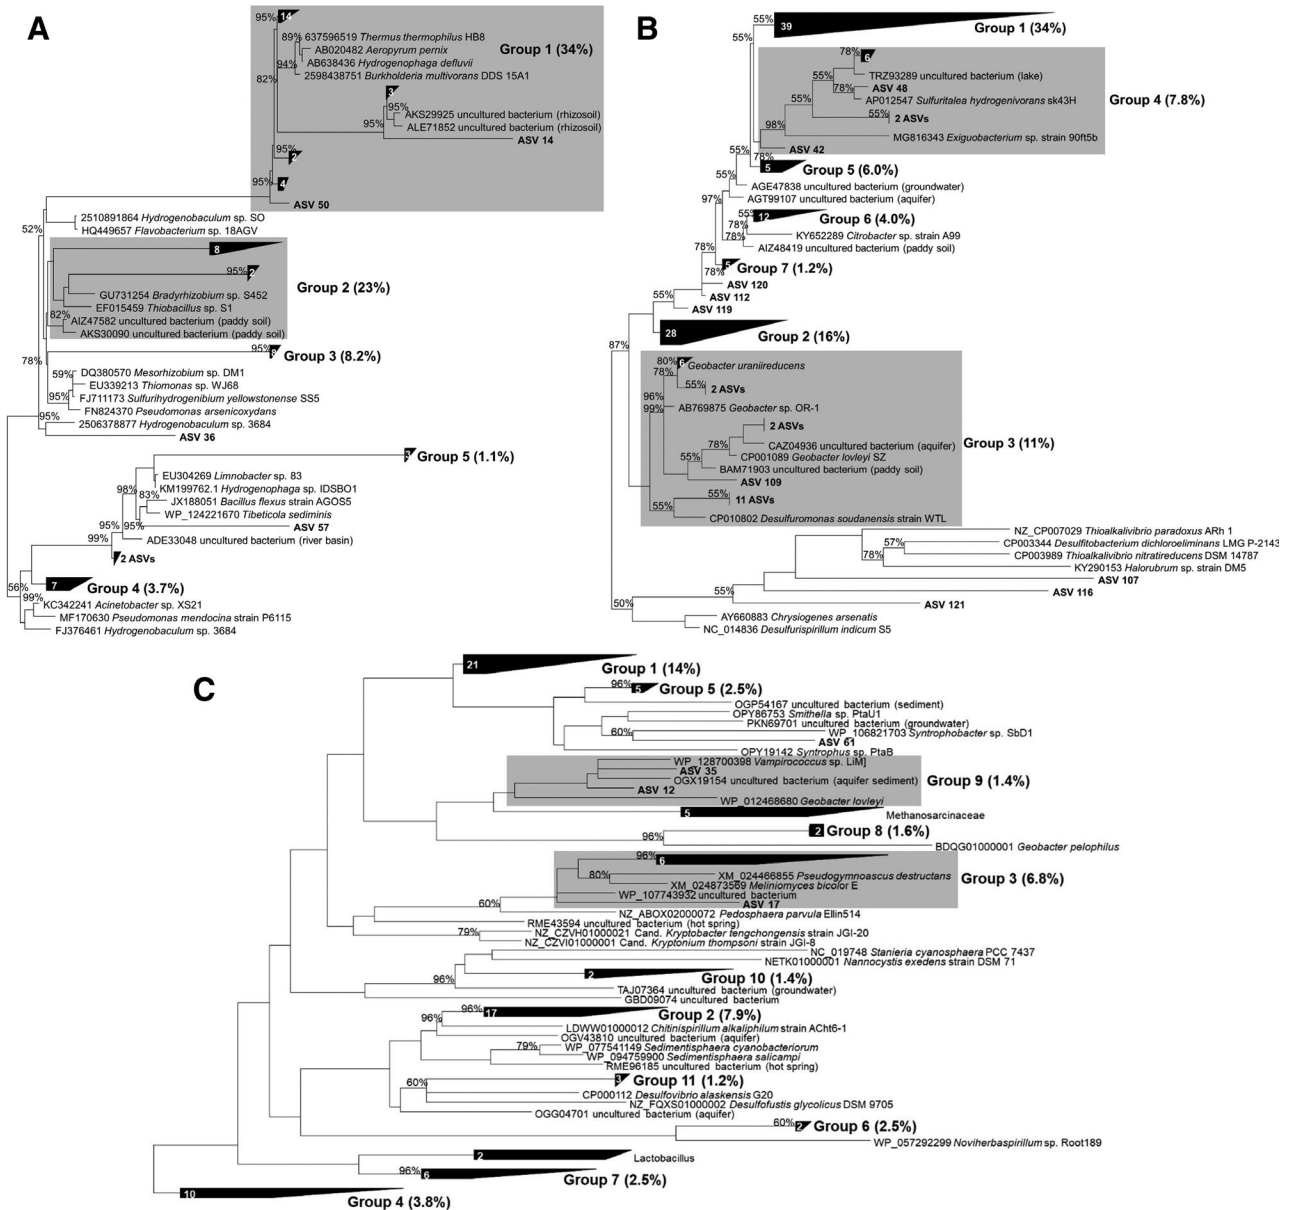 A
95%
14
89% 637596519 Thermus thermophilus HB8
AB020482 Aeropyrum pernix
Group 1 (34%)
94%
AB638436 Hydrogenophaga defluvii
2598438751 Burkholderia multivorans DDS 15A1
82%
3
95%
AKS29925 uncultured bacterium (rhizosoil)
95%
ALE71852 uncultured bacterium (rhizosoil)
ASV 14
95%
2
95%
4
ASV 50
2510891864 Hydrogenobaculum sp. SO
52%
HQ449657 Flavobacterium sp. 18AGV
8
95%
2
Group 2 (23%)
GU731254 Bradyrhizobium sp. S452
EF015459 Thiobacillus sp. S1
82%
AIZ47582 uncultured bacterium (paddy soil)
AKS30090 uncultured bacterium (paddy soil)
95%
Group 3 (8.2%)
78%
59%
DQ380570 Mesorhizobium sp. DM1
EU339213 Thiomonas sp. WJ68
95%
FJ711173 Sulfurihydrogenibium yellowstonense SS5
FN824370 Pseudomonas arsenicoxydans
95%
2506378877 Hydrogenobaculum sp. 3684
ASV 36
3
Group 5 (1.1%)
EU304269 Limnobacter sp. 83
98%
KM199762.1 Hydrogenophaga sp. IDSBO1
83%
JX188051 Bacillus flexus strain AGOS5
WP_124221670 Tibeticola sediminis
95%
95%
ASV 57
99%
ADE33048 uncultured bacterium (river basin)
2 ASVs
7
Group 4 (3.7%)
56%
99%
KC342241 Acinetobacter sp. XS21
MF170630 Pseudomonas mendocina strain P6115
FJ376461 Hydrogenobaculum sp. 3684
B
55%
39
Group 1 (34%)
55%
78%
6
55%
TRZ93289 uncultured bacterium (lake)
78%
ASV 48
55%
AP012547 Sulfuritalea hydrogenivorans sk43H
Group 4 (7.8%)
55%
2 ASVs
98%
MG816343 Exiguobacterium sp. strain 90ft5b
55%
ASV 42
78%
5
Group 5 (6.0%)
55%
AGE47838 uncultured bacterium (groundwater)
97%
AGT99107 uncultured bacterium (aquifer)
55%
12
Group 6 (4.0%)
78%
KY652289 Citrobacter sp. strain A99
78%
78%
AIZ48419 uncultured bacterium (paddy soil)
5
Group 7 (1.2%)
78%
ASV 120
55%
ASV 112
ASV 119
28
Group 2 (16%)
87%
80%
6
Geobacter uraniireducens
78%
55%
2 ASVs
96%
99%
AB769875 Geobacter sp. OR-1
2 ASVs
78%
CAZ04936 uncultured bacterium (aquifer)
Group 3 (11%)
55%
CP001089 Geobacter lovleyi SZ
BAM71903 uncultured bacterium (paddy soil)
ASV 109
55%
11 ASVs
55%
CP010802 Desulfuromonas soudanensis strain WTL
NZ_CP007029 Thioalkalivibrio paradoxus ARh 1
57%
CP003344 Desulfitobacterium dichloroeliminans LMG P-2143
78%
CP003989 Thioalkalivibrio nitratireducens DSM 14787
KY290153 Halorubrum sp. strain DM5
ASV 107
55%
ASV 116
50%
ASV 121
AY660883 Chrysiogenes arsenatis
NC_014836 Desulfurispirillum indicum S5
C
21
Group 1 (14%)
96%
5
Group 5 (2.5%)
OGP54167 uncultured bacterium (sediment)
OPY86753 Smithella sp. PtaU1
PKN69701 uncultured bacterium (groundwater)
60%
WP_106821703 Syntrophobacter sp. SbD1
ASV 61
OPY19142 Syntrophus sp. PtaB
WP_128700398 Vampirococcus sp. LiM]
ASV 35
OGX19154 uncultured bacterium (aquifer sediment)
Group 9 (1.4%)
ASV 12
WP_012468680 Geobacter lovleyi
5
Methanosarcinaceae
96%
2
Group 8 (1.6%)
BDQG01000001 Geobacter pelophilus
96%
6
80%
XM_024466855 Pseudogymnoascus destructans
Group 3 (6.8%)
XM_024873569 Meliniomyces bicolor E
WP_107743932 uncultured bacterium
60%
ASV 17
NZ_ABOX02000072 Pedosphaera parvula Ellin514
RME43594 uncultured bacterium (hot spring)
79%
NZ_CZVH01000021 Cand. Kryptobacter tengchongensis strain JGI-20
NZ_CZVI01000001 Cand. Kryptonium thompsoni strain JGI-8
NC_019748 Stanieria cyanosphaera PCC 7437
NETK01000001 Nannocystis exedens strain DSM 71
96%
2
Group 10 (1.4%)
TAJ07364 uncultured bacterium (groundwater)
GBD09074 uncultured bacterium
96%
17
Group 2 (7.9%)
96%
LDWW01000012 Chitinispirillum alkaliphilum strain ACht6-1
OGV43810 uncultured bacterium (aquifer)
79%
WP_077541149 Sedimentisphaera cyanobacteriorum
WP_094759900 Sedimentisphaera salicampi
RME96185 uncultured bacterium (hot spring)
60%
3
Group 11 (1.2%)
CP000112 Desulfovibrio alaskensis G20
NZ_FQXS01000002 Desulfofustis glycolicus DSM 9705
OGG04701 uncultured bacterium (aquifer)
60%
2
Group 6 (2.5%)
WP_057292299 Noviherbaspirillum sp. Root189
2
Lactobacillus
96%
6
Group 7 (2.5%)
10
Group 4 (3.8%)